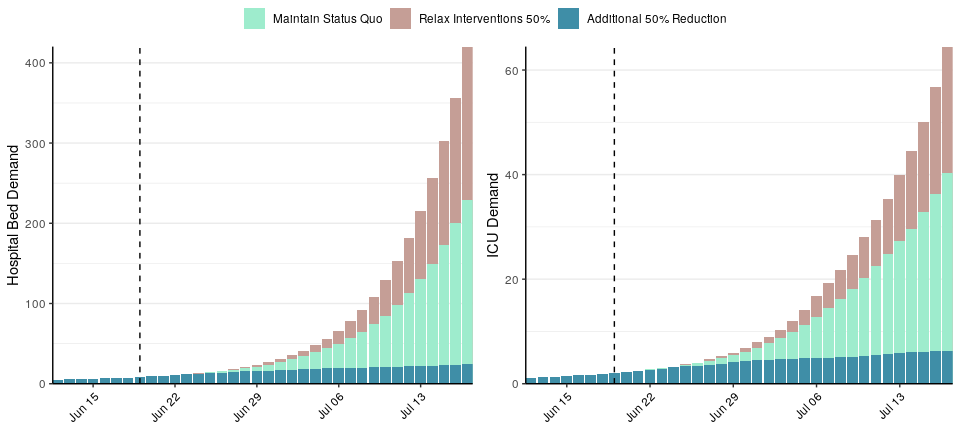 Maintain Status Quo Relax Interventions 50% Additional 50% Reduction
Hospital Bed Demand
400
300
200
100
0
Jun 15 Jun 22 Jun 29 Jul 06 Jul 13
ICU Demand
60
40
20
0
Jun 15 Jun 22 Jun 29 Jul 06 Jul 13